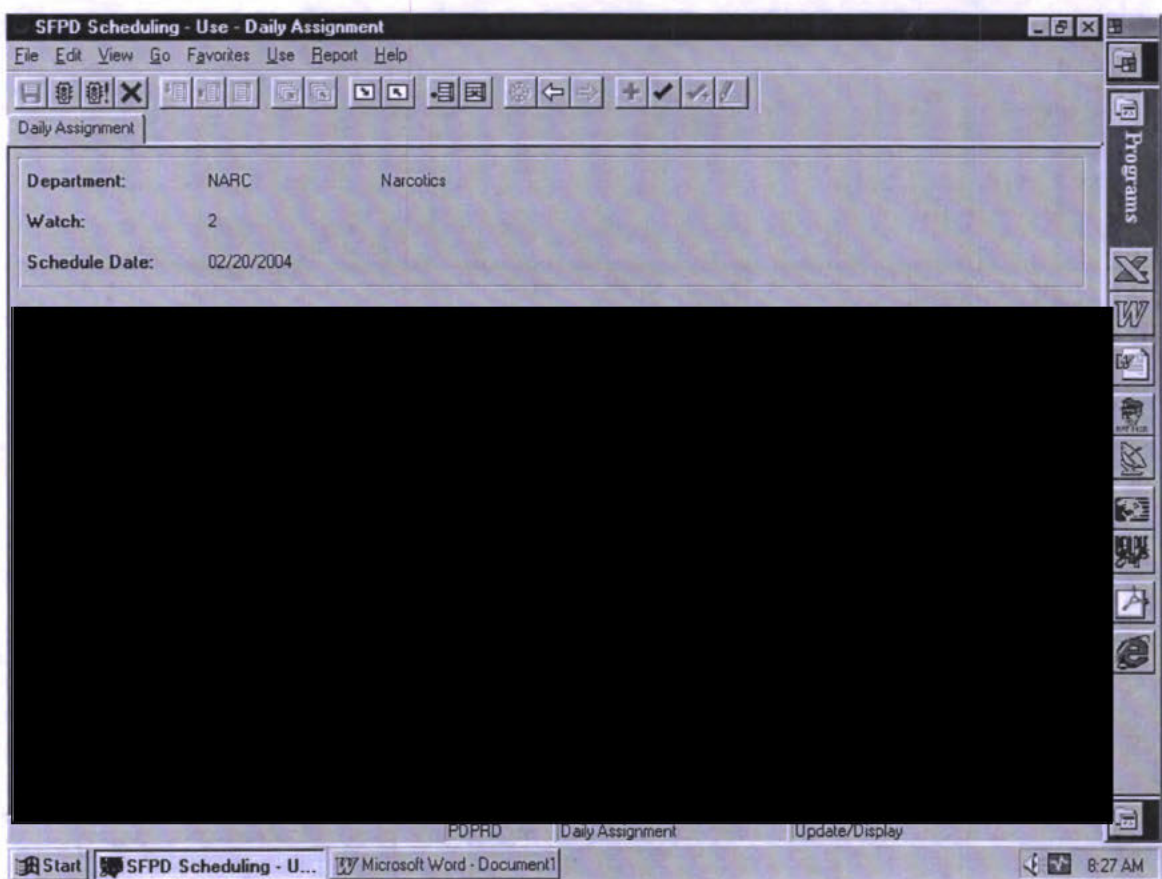 SFPD Scheduling - Use - Daily Assignment
File Edit View Go Favorites Use Report Help
Daily Assignment
Programs
Department: NARC Narcotics
Watch: 2
Schedule Date: 02/20/2004
PDPRD Daily Assignment Update/Display
Start SFPD Scheduling - U... Microsoft Word - Document1 8:27 AM